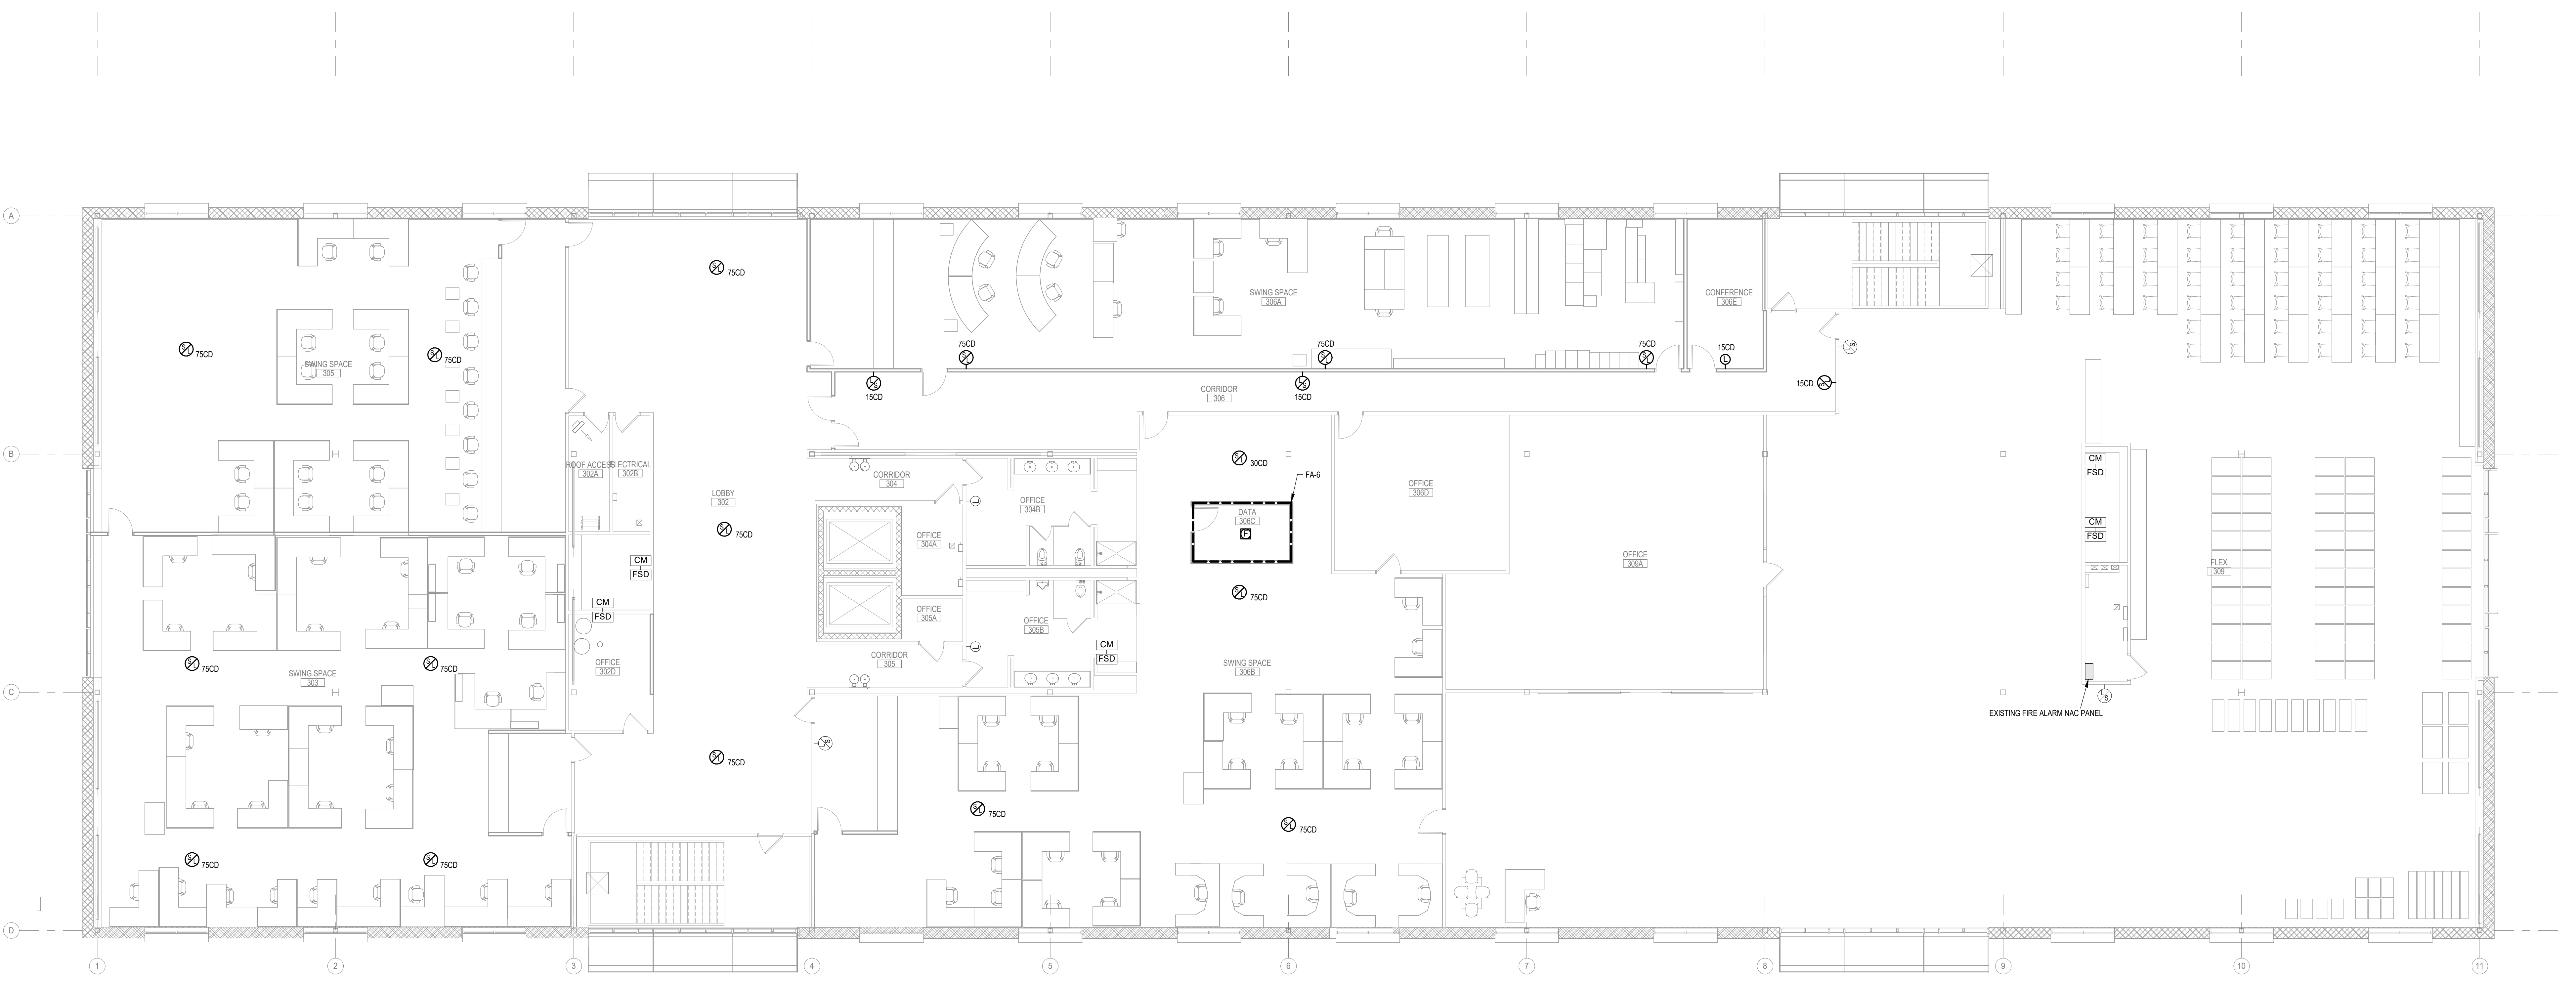 A
75CD
SWING SPACE
306A
CONFERENCE
306E
75CD
75CD
75CD
15CD
75CD
75CD
SWING SPACE
305
15CD
15CD
15CD
CORRIDOR
306
B
ROOF ACCESS
302A
ELECTRICAL
302B
LOBBY
302
75CD
CORRIDOR
304
OFFICE
304B
OFFICE
304A
30CD
FA-6
DATA
306C
F
OFFICE
306D
OFFICE
309A
CM
FSD
CM
FSD
FLEX
309
CM
FSD
CM
FSD
OFFICE
305A
OFFICE
305B
CM
FSD
75CD
CORRIDOR
305
OFFICE
302D
SWING SPACE
306B
75CD
75CD
SWING SPACE
303
C
EXISTING FIRE ALARM NAC PANEL
75CD
75CD
75CD
75CD
75CD
D
1
2
3
4
5
6
7
8
9
10
11